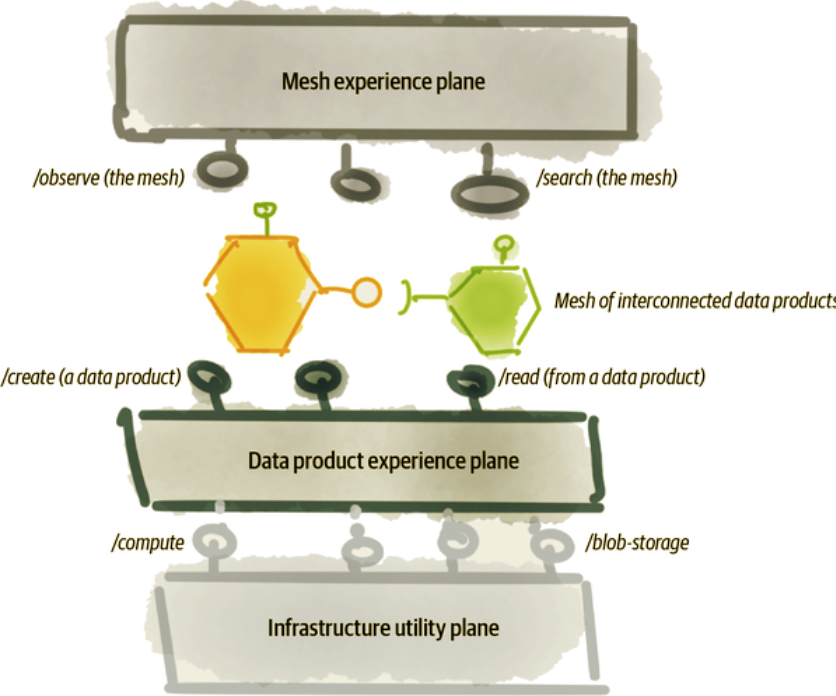 Mesh experience plane
/observe (the mesh)
/search (the mesh)
Mesh of interconnected data products
/create (a data product)
/read (from a data product)
Data product experience plane
/compute
/blob-storage
Infrastructure utility plane